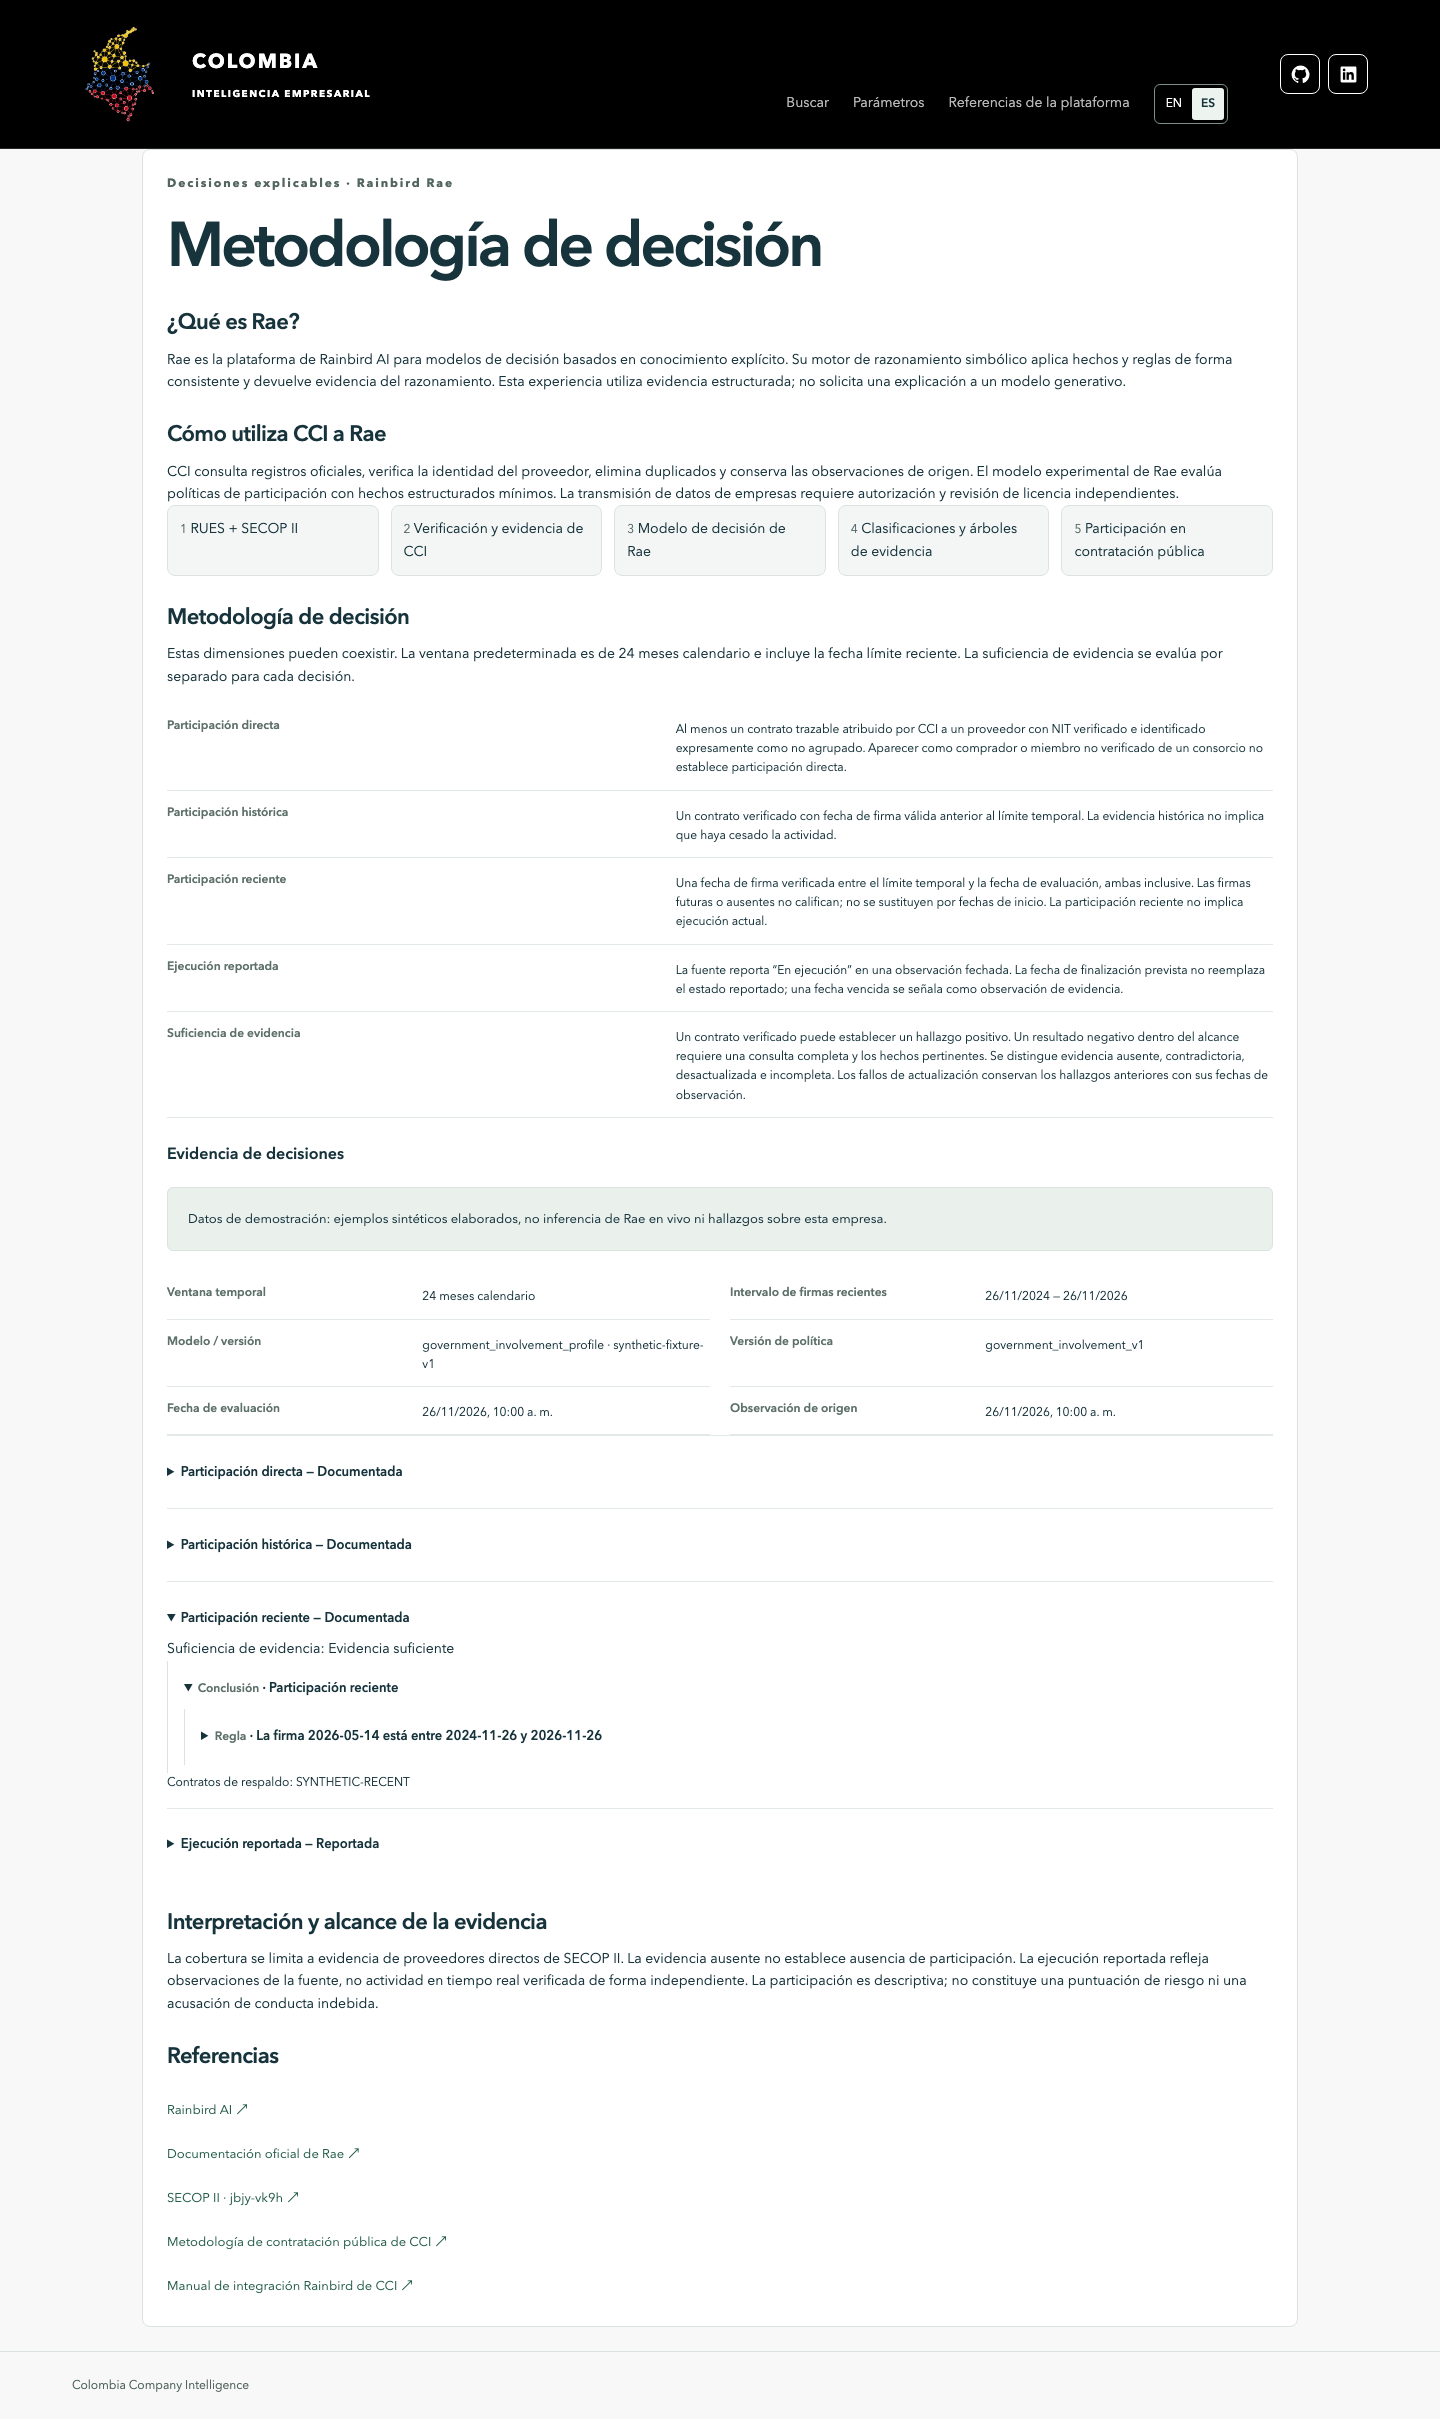 COLOMBIA
INTELIGENCIA EMPRESARIAL
Buscar
Parámetros
Referencias de la plataforma
EN
ES
Decisiones explicables · Rainbird Rae
Metodología de decisión
¿Qué es Rae?
Rae es la plataforma de Rainbird AI para modelos de decisión basados en conocimiento explícito. Su motor de razonamiento simbólico aplica hechos y reglas de forma
consistente y devuelve evidencia del razonamiento. Esta experiencia utiliza evidencia estructurada; no solicita una explicación a un modelo generativo.
Cómo utiliza CCI a Rae
CCI consulta registros oficiales, verifica la identidad del proveedor, elimina duplicados y conserva las observaciones de origen. El modelo experimental de Rae evalúa
políticas de participación con hechos estructurados mínimos. La transmisión de datos de empresas requiere autorización y revisión de licencia independientes.
1 RUES + SECOP II
2 Verificación y evidencia de
CCI
3 Modelo de decisión de
Rae
4 Clasificaciones y árboles
de evidencia
5 Participación en
contratación pública
Metodología de decisión
Estas dimensiones pueden coexistir. La ventana predeterminada es de 24 meses calendario e incluye la fecha límite reciente. La suficiencia de evidencia se evalúa por
separado para cada decisión.
Participación directa
Al menos un contrato trazable atribuido por CCI a un proveedor con NIT verificado e identificado
expresamente como no agrupado. Aparecer como comprador o miembro no verificado de un consorcio no
establece participación directa.
Participación histórica
Un contrato verificado con fecha de firma válida anterior al límite temporal. La evidencia histórica no implica
que haya cesado la actividad.
Participación reciente
Una fecha de firma verificada entre el límite temporal y la fecha de evaluación, ambas inclusive. Las firmas
futuras o ausentes no califican; no se sustituyen por fechas de inicio. La participación reciente no implica
ejecución actual.
Ejecución reportada
La fuente reporta “En ejecución” en una observación fechada. La fecha de finalización prevista no reemplaza
el estado reportado; una fecha vencida se señala como observación de evidencia.
Suficiencia de evidencia
Un contrato verificado puede establecer un hallazgo positivo. Un resultado negativo dentro del alcance
requiere una consulta completa y los hechos pertinentes. Se distingue evidencia ausente, contradictoria,
desactualizada e incompleta. Los fallos de actualización conservan los hallazgos anteriores con sus fechas de
observación.
Evidencia de decisiones
Datos de demostración: ejemplos sintéticos elaborados, no inferencia de Rae en vivo ni hallazgos sobre esta empresa.
Ventana temporal
24 meses calendario
Intervalo de firmas recientes
26/11/2024 – 26/11/2026
Modelo / versión
government_involvement_profile · synthetic-fixture-
v1
Versión de política
government_involvement_v1
Fecha de evaluación
26/11/2026, 10:00 a. m.
Observación de origen
26/11/2026, 10:00 a. m.
Participación directa – Documentada
Participación histórica – Documentada
Participación reciente – Documentada
Suficiencia de evidencia: Evidencia suficiente
Conclusión · Participación reciente
Regla · La firma 2026-05-14 está entre 2024-11-26 y 2026-11-26
Contratos de respaldo: SYNTHETIC-RECENT
Ejecución reportada – Reportada
Interpretación y alcance de la evidencia
La cobertura se limita a evidencia de proveedores directos de SECOP II. La evidencia ausente no establece ausencia de participación. La ejecución reportada refleja
observaciones de la fuente, no actividad en tiempo real verificada de forma independiente. La participación es descriptiva; no constituye una puntuación de riesgo ni una
acusación de conducta indebida.
Referencias
Rainbird AI ↗
Documentación oficial de Rae ↗
SECOP II · jbjy-vk9h ↗
Metodología de contratación pública de CCI ↗
Manual de integración Rainbird de CCI ↗
Colombia Company Intelligence